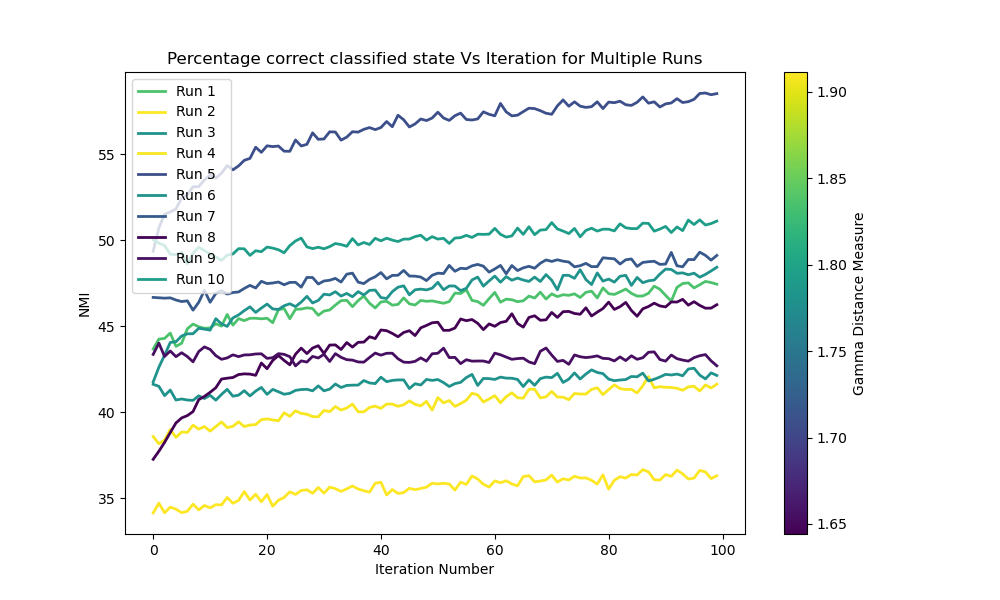 Percentage correct classified state Vs Iteration for Multiple Runs
Run 1
Run 2
Run 3
Run 4
Run 5
Run 6
Run 7
Run 8
Run 9
Run 10
NMI
55
50
45
40
35
0 20 40 60 80 100
Iteration Number
1.90
1.85
1.80
1.75
1.70
1.65
Gamma Distance Measure